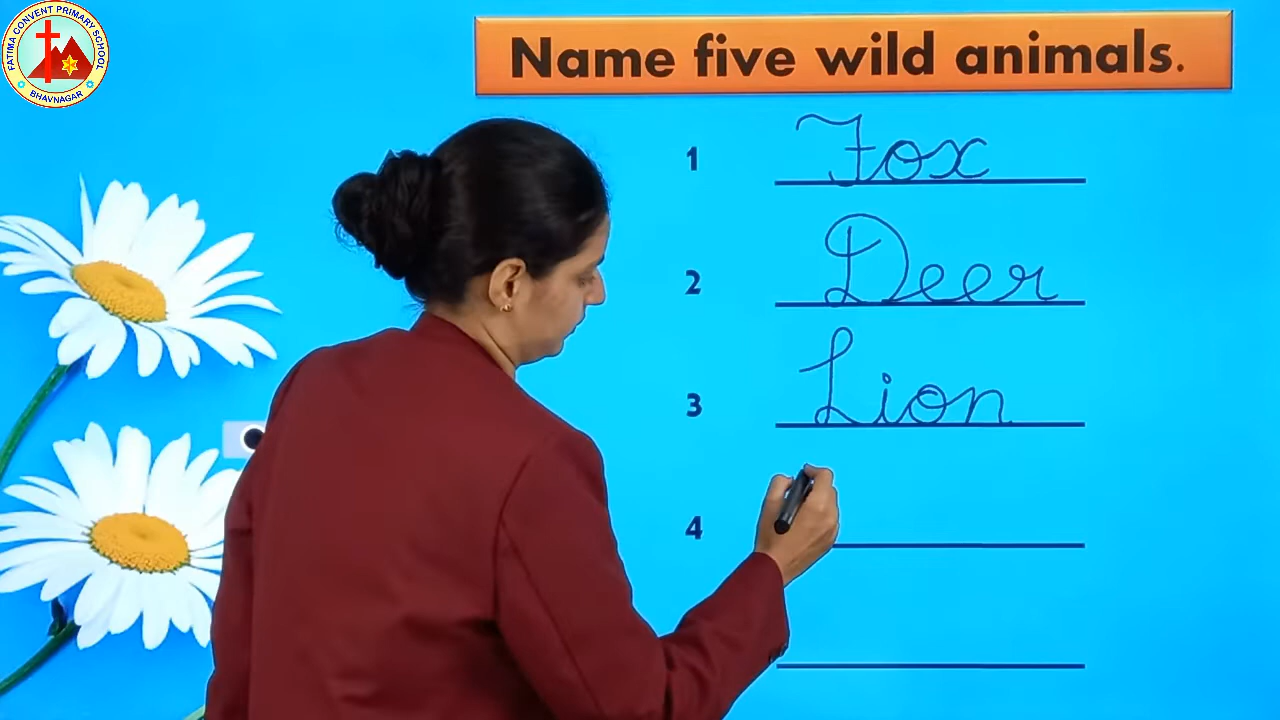 FATIMA CONVENT PRIMARY SCHOOL
BHAVNAGAR
Name five wild animals.
1 Fox
2 Deer
3 Lion
4